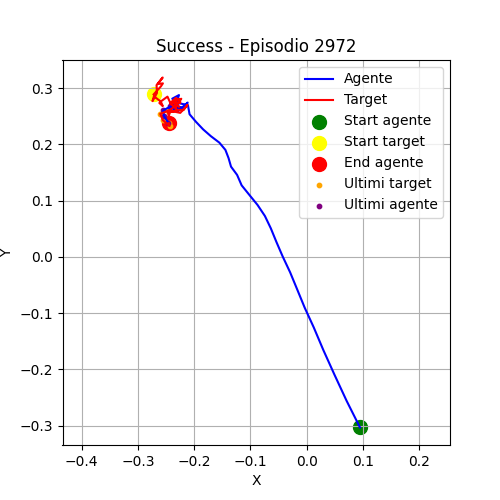 Success - Episodio 2972
Agente
Target
Start agente
Start target
End agente
Ultimi target
Ultimi agente
0.3
0.2
0.1
0.0
−0.1
−0.2
−0.3
Y
−0.4
−0.3
−0.2
−0.1
0.0
0.1
0.2
X